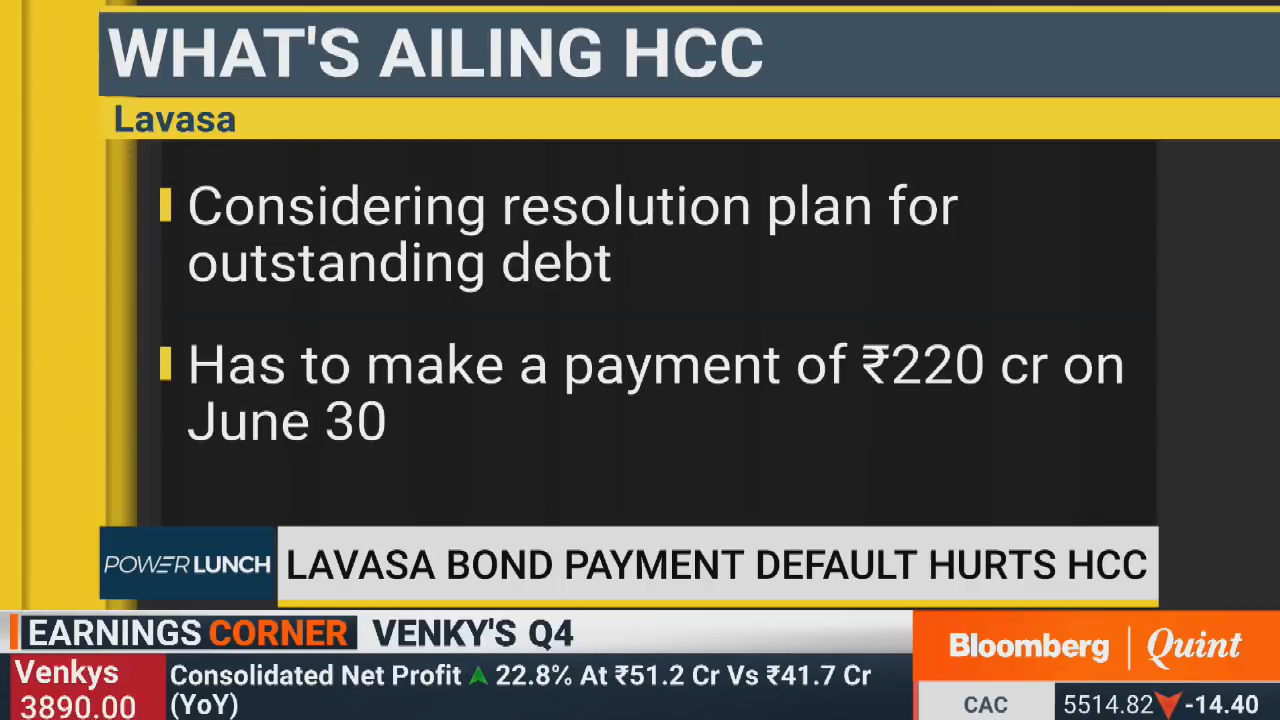 WHAT'S AILING HCC
Lavasa
Considering resolution plan for
outstanding debt
Has to make a payment of ₹220 cr on
June 30
POWER LUNCH
LAVASA BOND PAYMENT DEFAULT HURTS HCC
EARNINGS CORNER VENKY'S Q4
Venkys
3890.00
Consolidated Net Profit ▲ 22.8% At ₹51.2 Cr Vs ₹41.7 Cr
(YoY)
Bloomberg | Quint
CAC 5514.82 ▼ -14.40